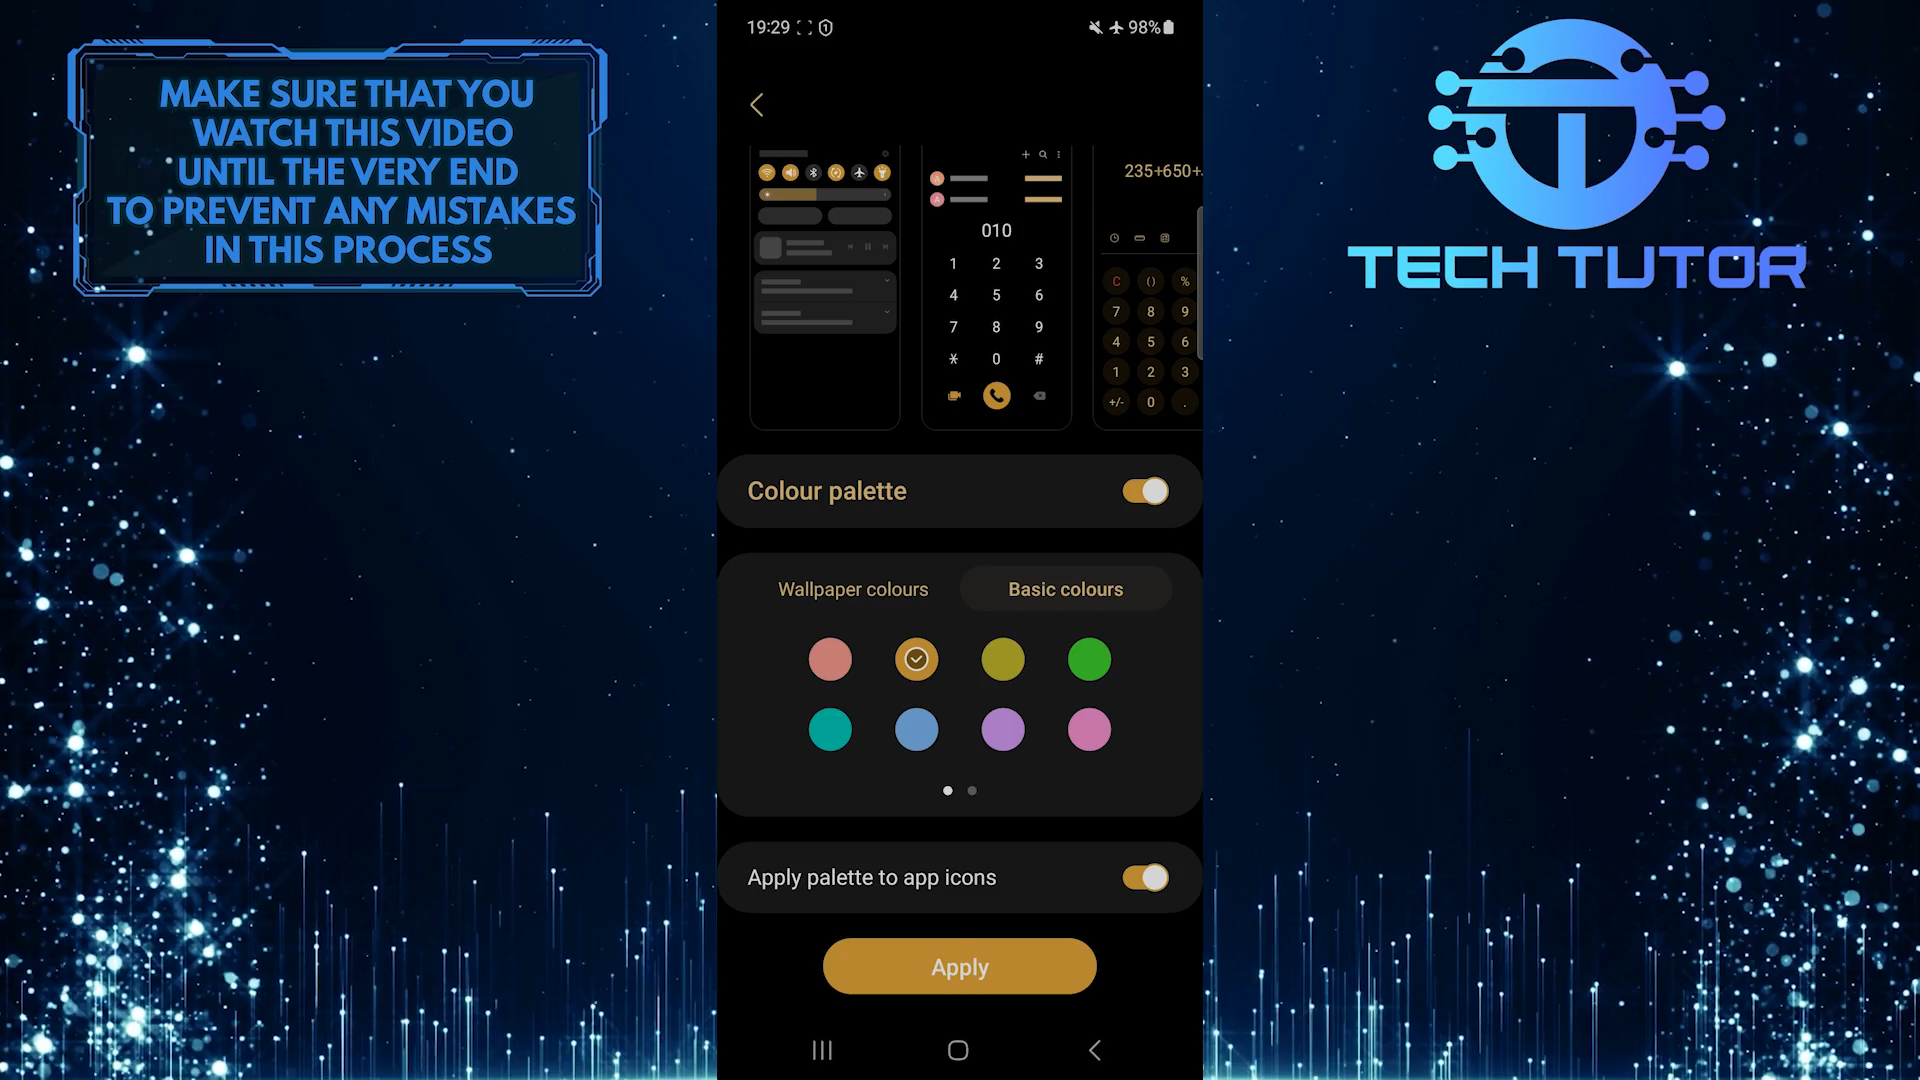 MAKE SURE THAT YOU
WATCH THIS VIDEO
UNTIL THE VERY END
TO PREVENT ANY MISTAKES
IN THIS PROCESS
19:29
98%
TECH TUTOR
235+650+
A
A
010
1 2 3
4 5 6
7 8 9
* 0 #
C () %
7 8 9
4 5 6
1 2 3
+/- 0 .
Colour palette
Wallpaper colours
Basic colours
Apply palette to app icons
Apply